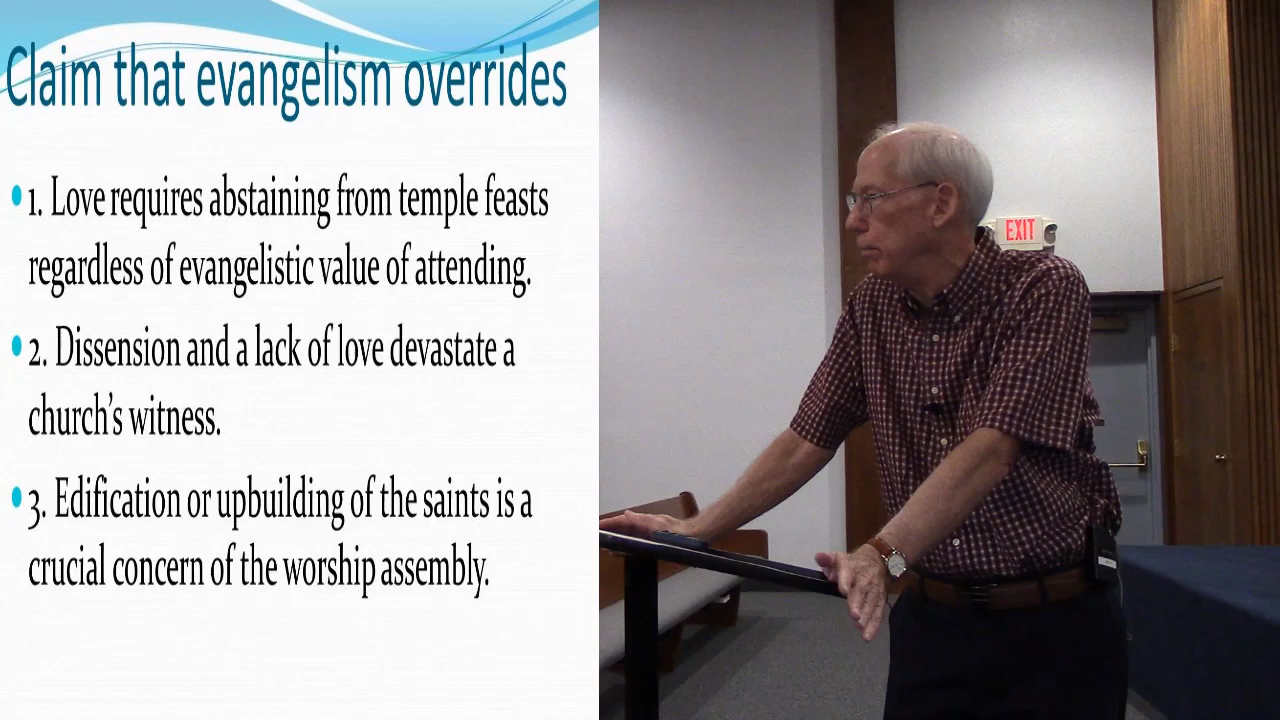 Claim that evangelism overrides
• 1. Love requires abstaining from temple feasts
regardless of evangelistic value of attending.
• 2. Dissension and a lack of love devastate a
church’s witness.
• 3. Edification or upbuilding of the saints is a
crucial concern of the worship assembly.
EXIT